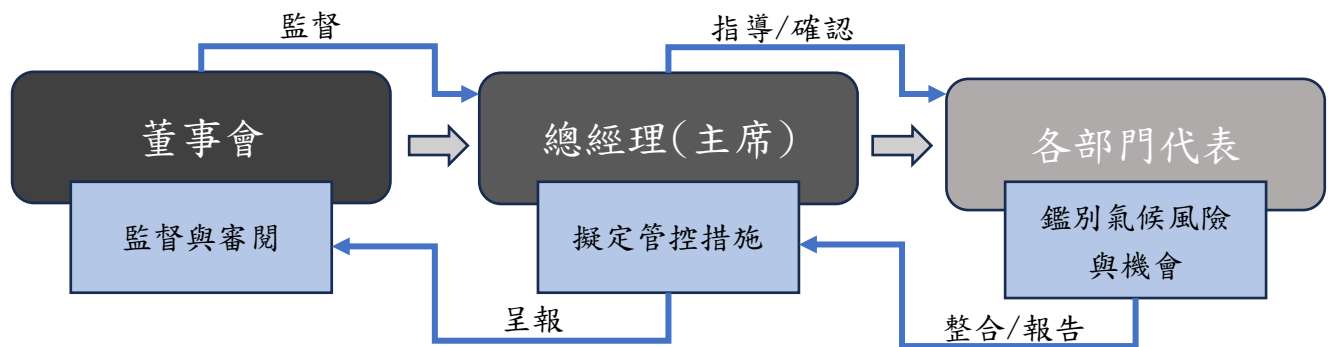 監督
指導/確認
董事會
總經理(主席)
各部門代表
監督與審閱
擬定管控措施
鑑別氣候風險
與機會
呈報
整合/報告